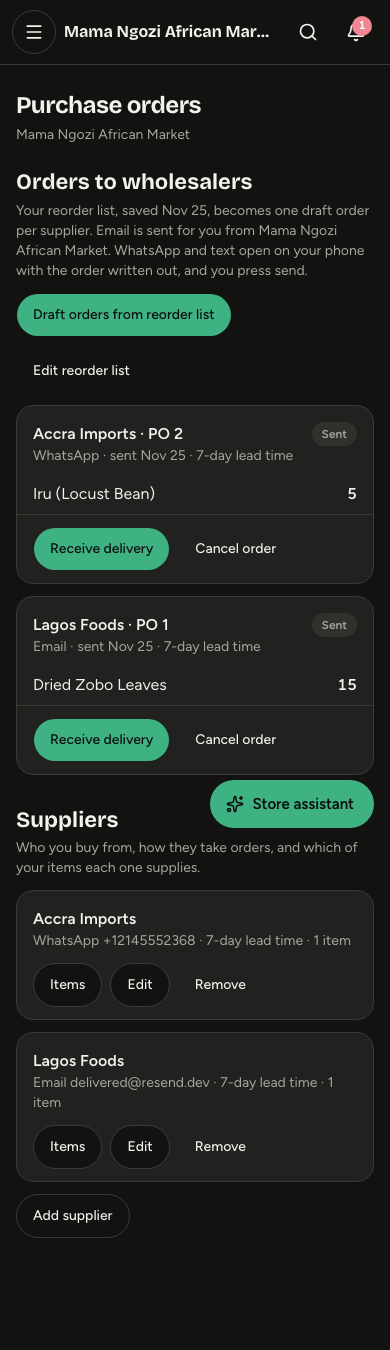 Mama Ngozi African Mar...
1
Purchase orders
Mama Ngozi African Market
Orders to wholesalers
Your reorder list, saved Nov 25, becomes one draft order
per supplier. Email is sent for you from Mama Ngozi
African Market. WhatsApp and text open on your phone
with the order written out, and you press send.
Draft orders from reorder list
Edit reorder list
Accra Imports · PO 2
Sent
WhatsApp · sent Nov 25 · 7-day lead time
Iru (Locust Bean) 5
Receive delivery Cancel order
Lagos Foods · PO 1
Sent
Email · sent Nov 25 · 7-day lead time
Dried Zobo Leaves 15
Receive delivery Cancel order
Store assistant
Suppliers
Who you buy from, how they take orders, and which of
your items each one supplies.
Accra Imports
WhatsApp +12145552368 · 7-day lead time · 1 item
Items Edit Remove
Lagos Foods
Email delivered@resend.dev · 7-day lead time · 1
item
Items Edit Remove
Add supplier